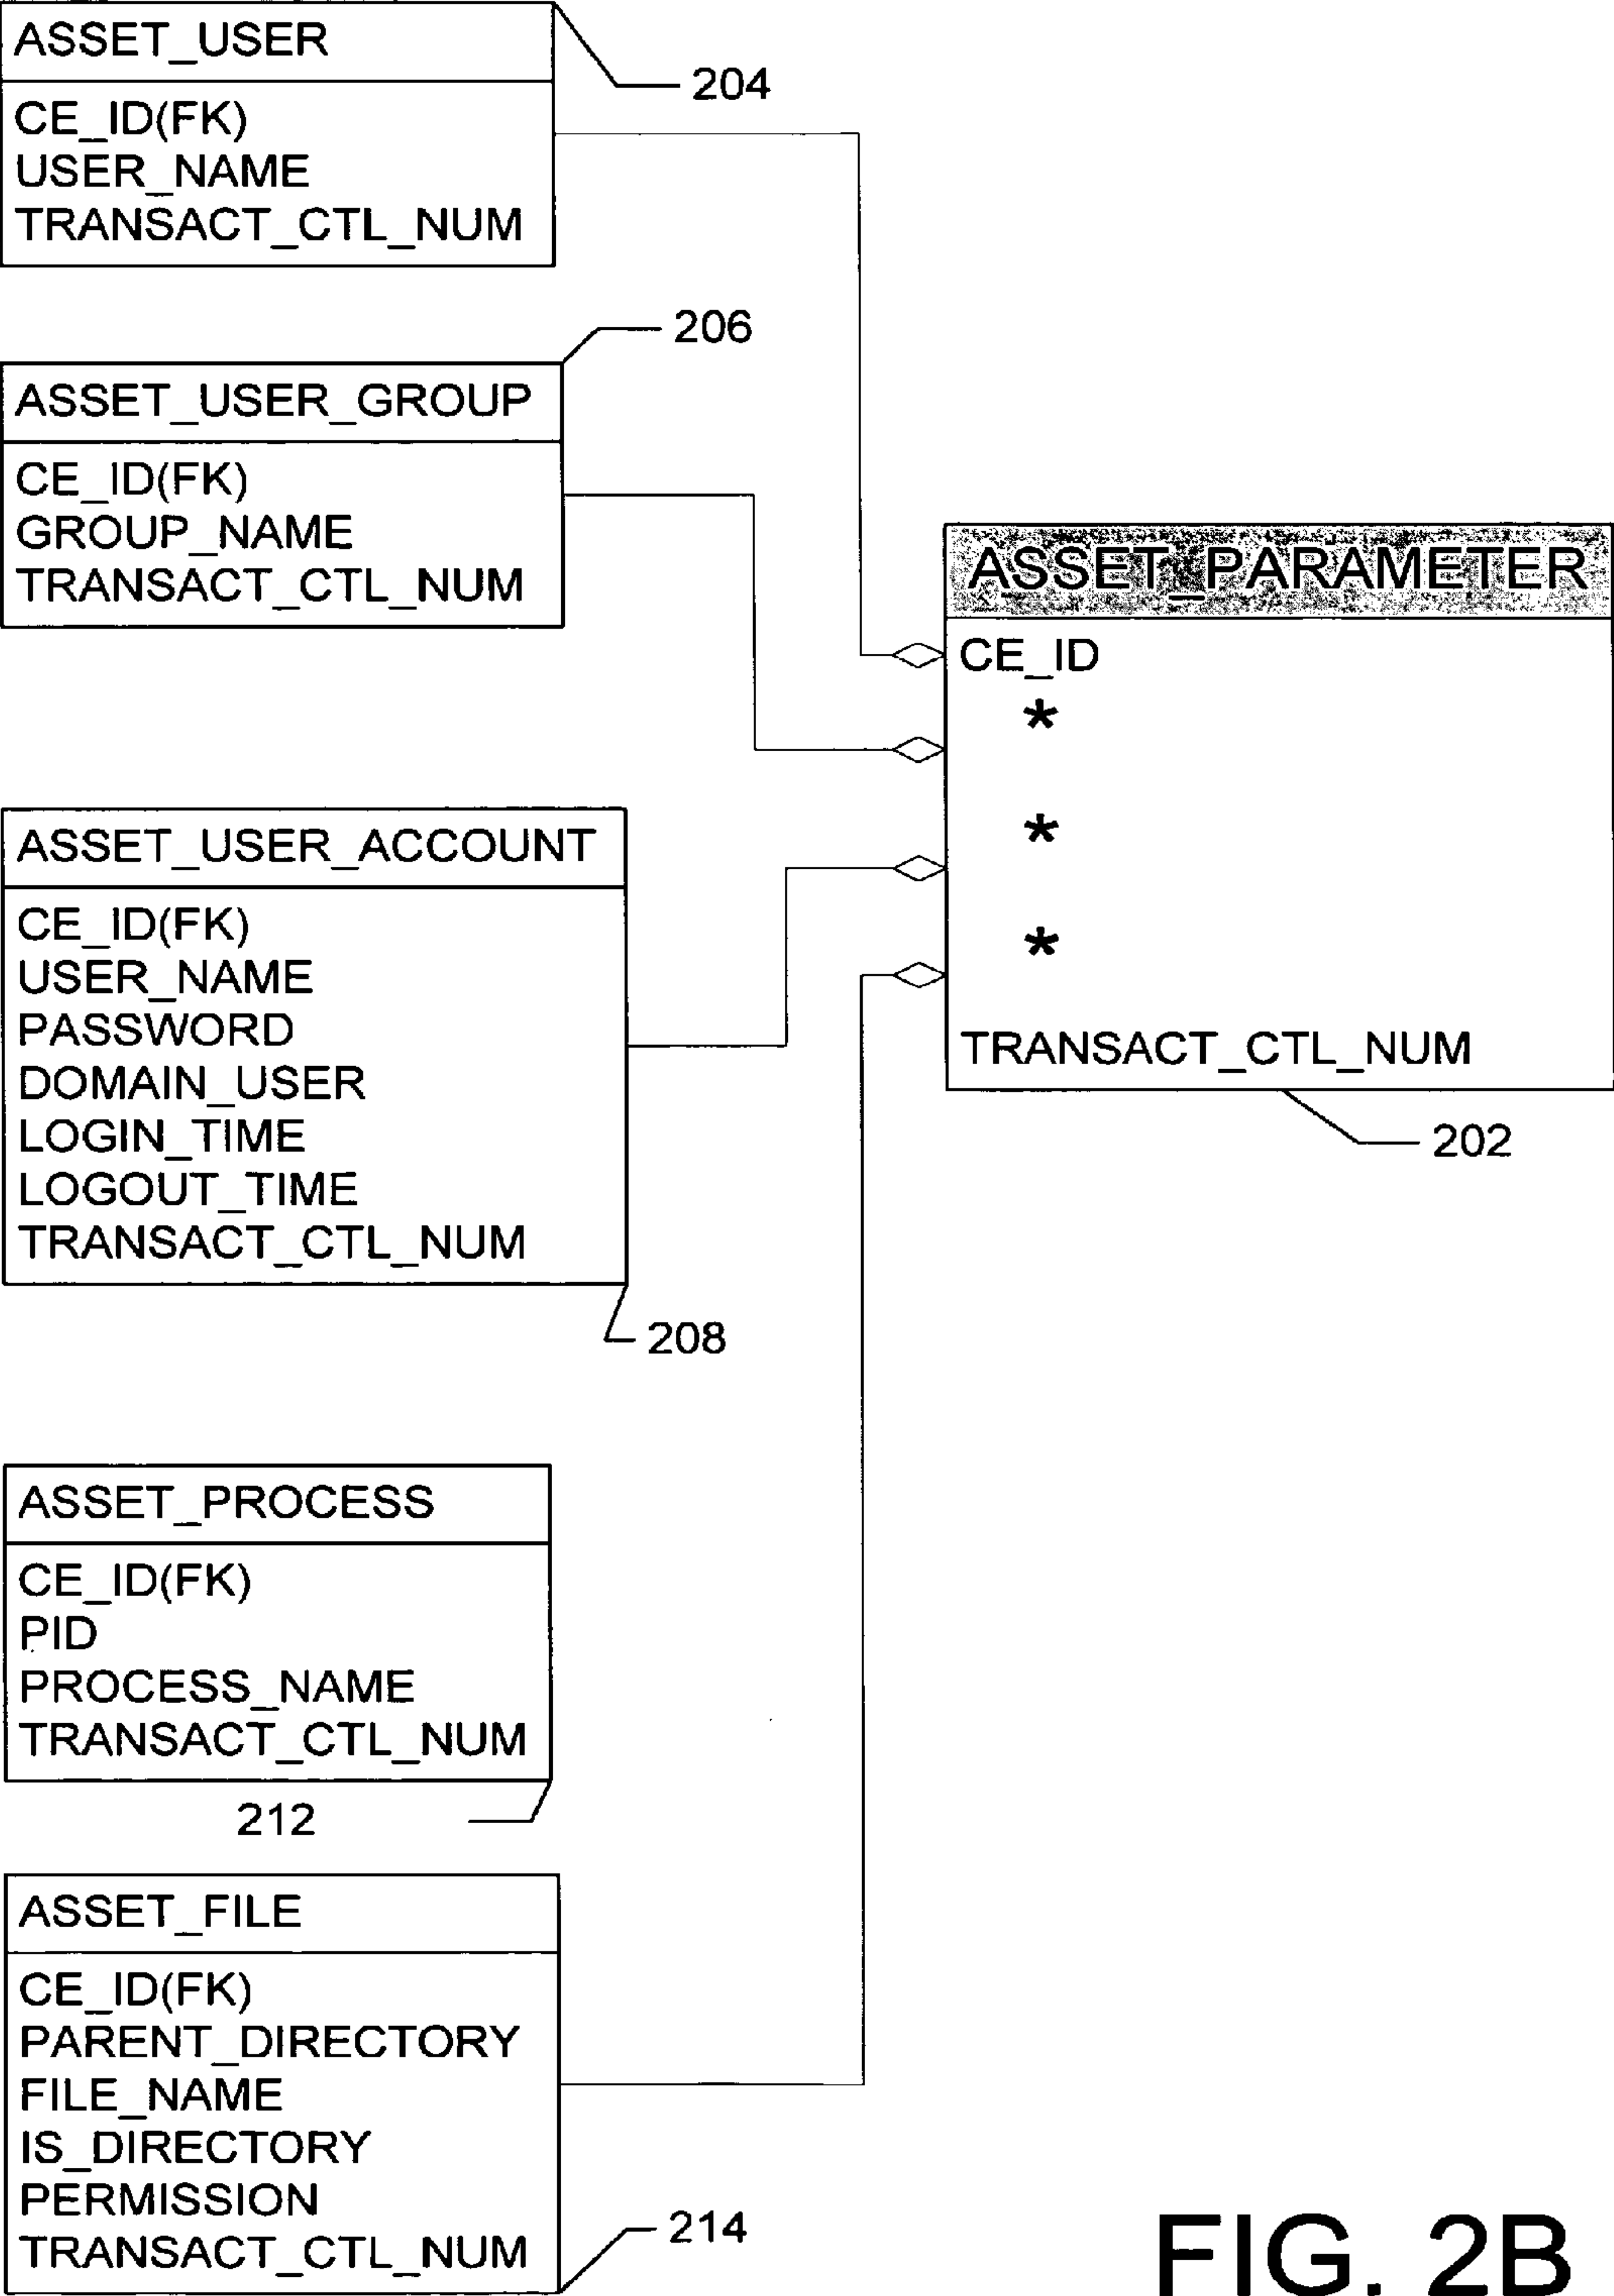 ASSET_USER
CE_ID(FK)
USER_NAME
TRANSACT_CTL_NUM
204
206
ASSET_USER_GROUP
CE_ID(FK)
GROUP_NAME
TRANSACT_CTL_NUM
ASSET_PARAMETER
CE_ID
*
*
*
TRANSACT_CTL_NUM
202
ASSET_USER_ACCOUNT
CE_ID(FK)
USER_NAME
PASSWORD
DOMAIN_USER
LOGIN_TIME
LOGOUT_TIME
TRANSACT_CTL_NUM
208
ASSET_PROCESS
CE_ID(FK)
PID
PROCESS_NAME
TRANSACT_CTL_NUM
212
ASSET_FILE
CE_ID(FK)
PARENT_DIRECTORY
FILE_NAME
IS_DIRECTORY
PERMISSION
TRANSACT_CTL_NUM
214
FIG. 2B